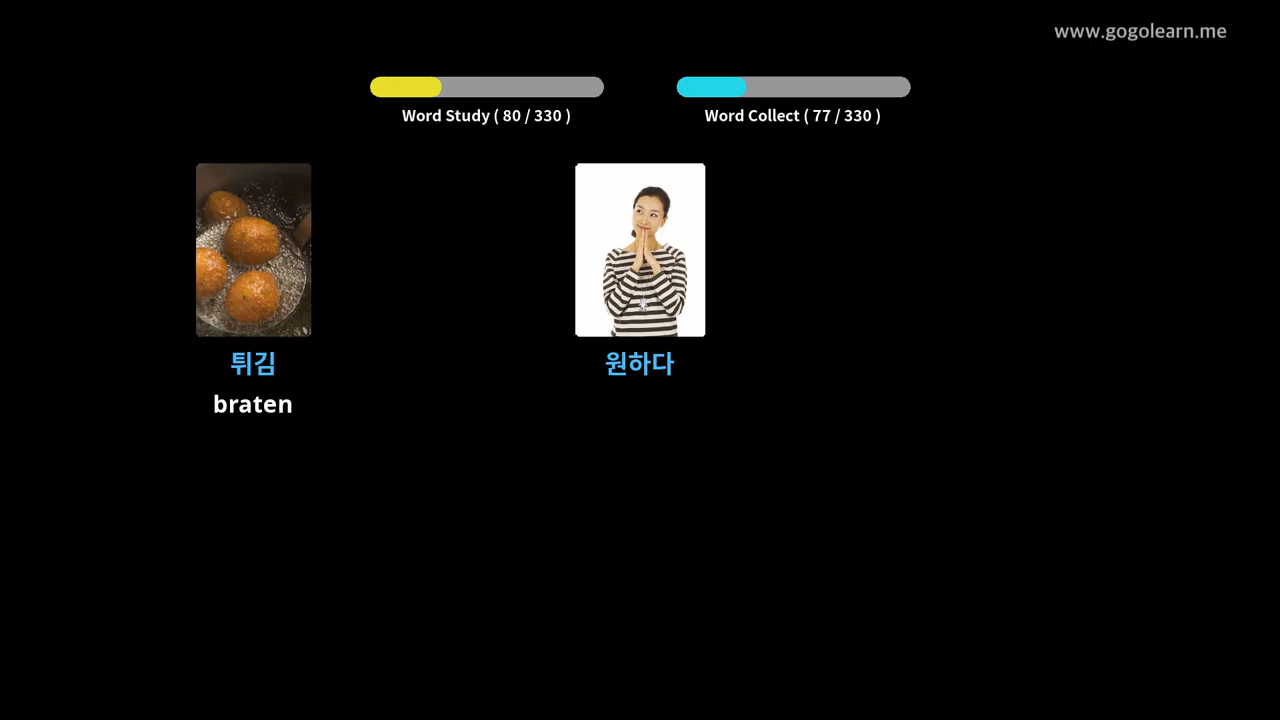 www.gogolearn.me
Word Study ( 80 / 330 )
Word Collect ( 77 / 330 )
튀김
원하다
braten